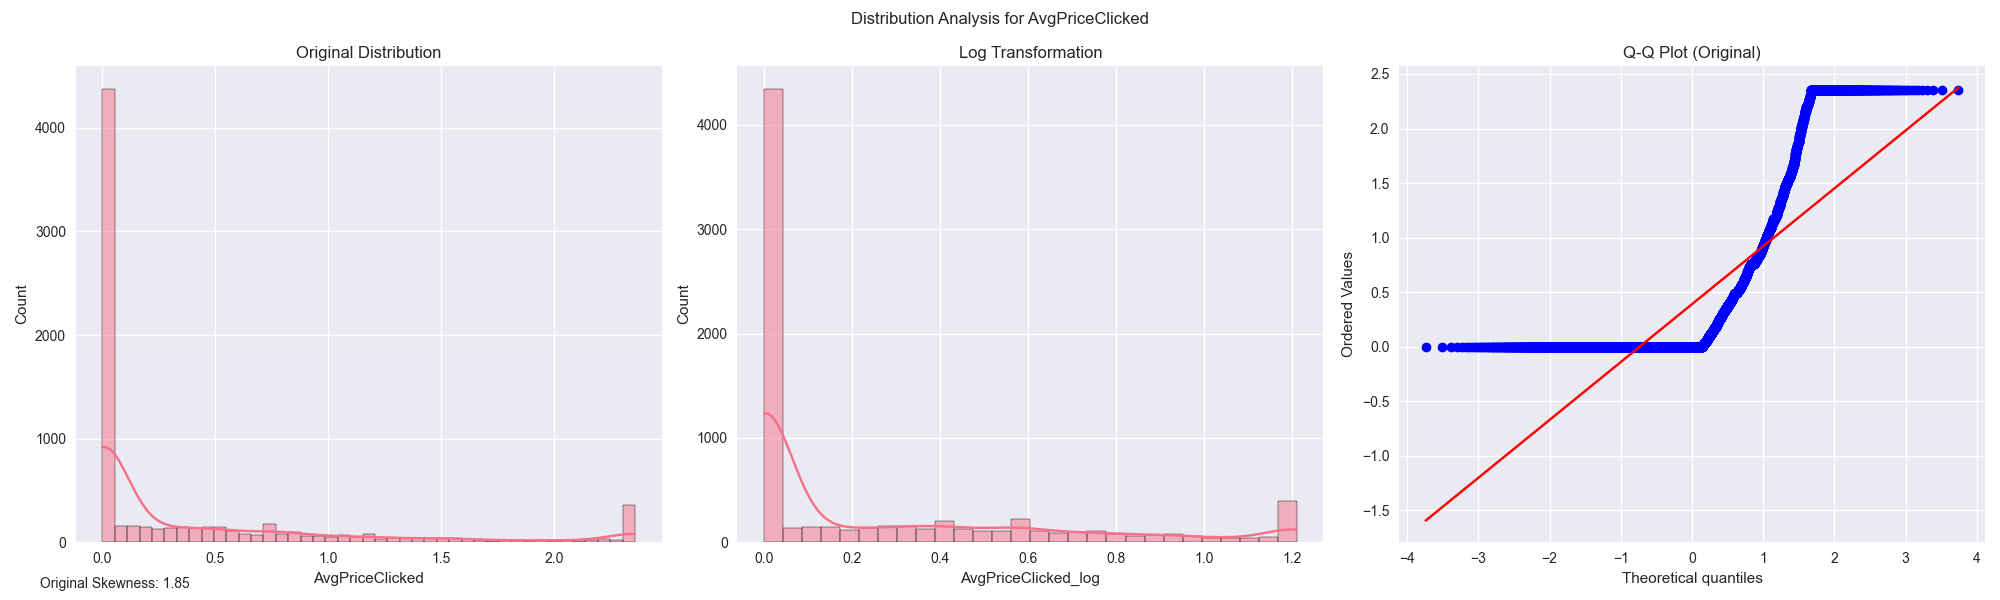 Distribution Analysis for AvgPriceClicked
Original Distribution
Count
4000
3000
2000
1000
0
0.0 0.5 1.0 1.5 2.0
AvgPriceClicked
Original Skewness: 1.85
Log Transformation
Count
4000
3000
2000
1000
0
0.0 0.2 0.4 0.6 0.8 1.0 1.2
AvgPriceClicked_log
Q-Q Plot (Original)
Ordered Values
2.5
2.0
1.5
1.0
0.5
0.0
−0.5
−1.0
−1.5
−4 −3 −2 −1 0 1 2 3 4
Theoretical quantiles